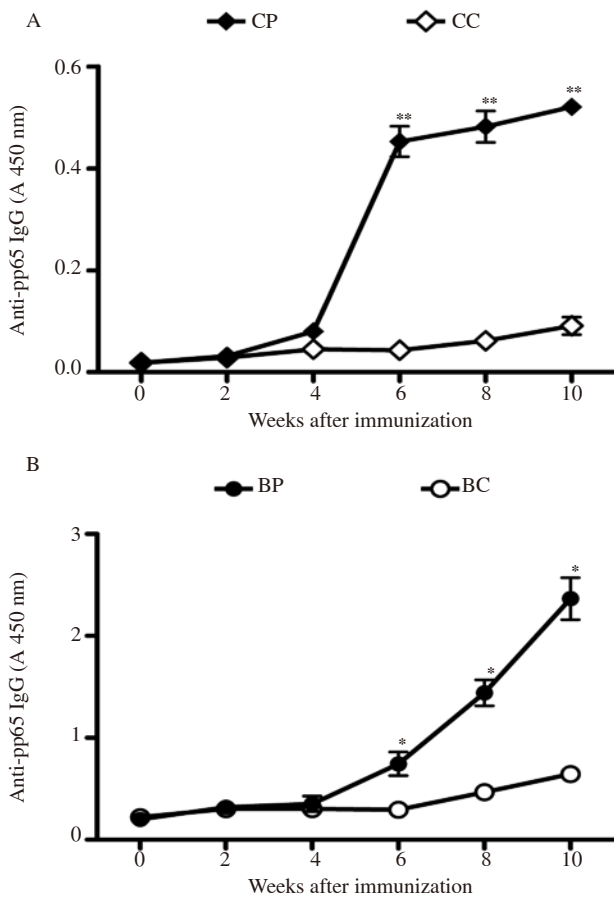 A
CP CC
Anti-pp65 IgG (A 450 nm)
0.6
**
**
**
0.4
0.2
0.0
0 2 4 6 8 10
Weeks after immunization
B
BP BC
Anti-pp65 IgG (A 450 nm)
3
*
2
*
*
1
0
0 2 4 6 8 10
Weeks after immunization